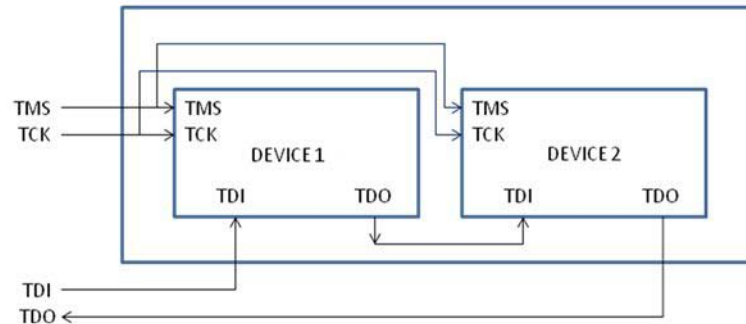 TMS
TCK
TMS
TCK
DEVICE 1
TDI TDO
TMS
TCK
DEVICE 2
TDI TDO
TDI
TDO